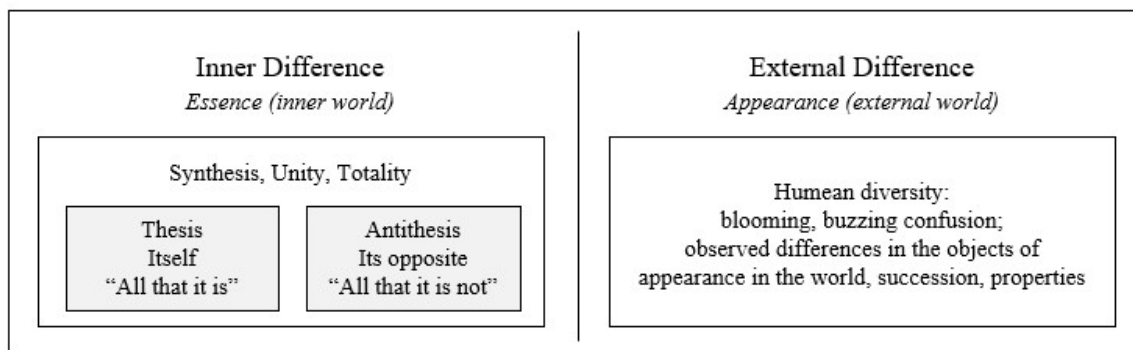 Inner Difference
Essence (inner world)
Synthesis, Unity, Totality
Thesis
Itself
“All that it is”
Antithesis
Its opposite
“All that it is not”
External Difference
Appearance (external world)
Humean diversity:
blooming, buzzing confusion;
observed differences in the objects of
appearance in the world, succession, properties